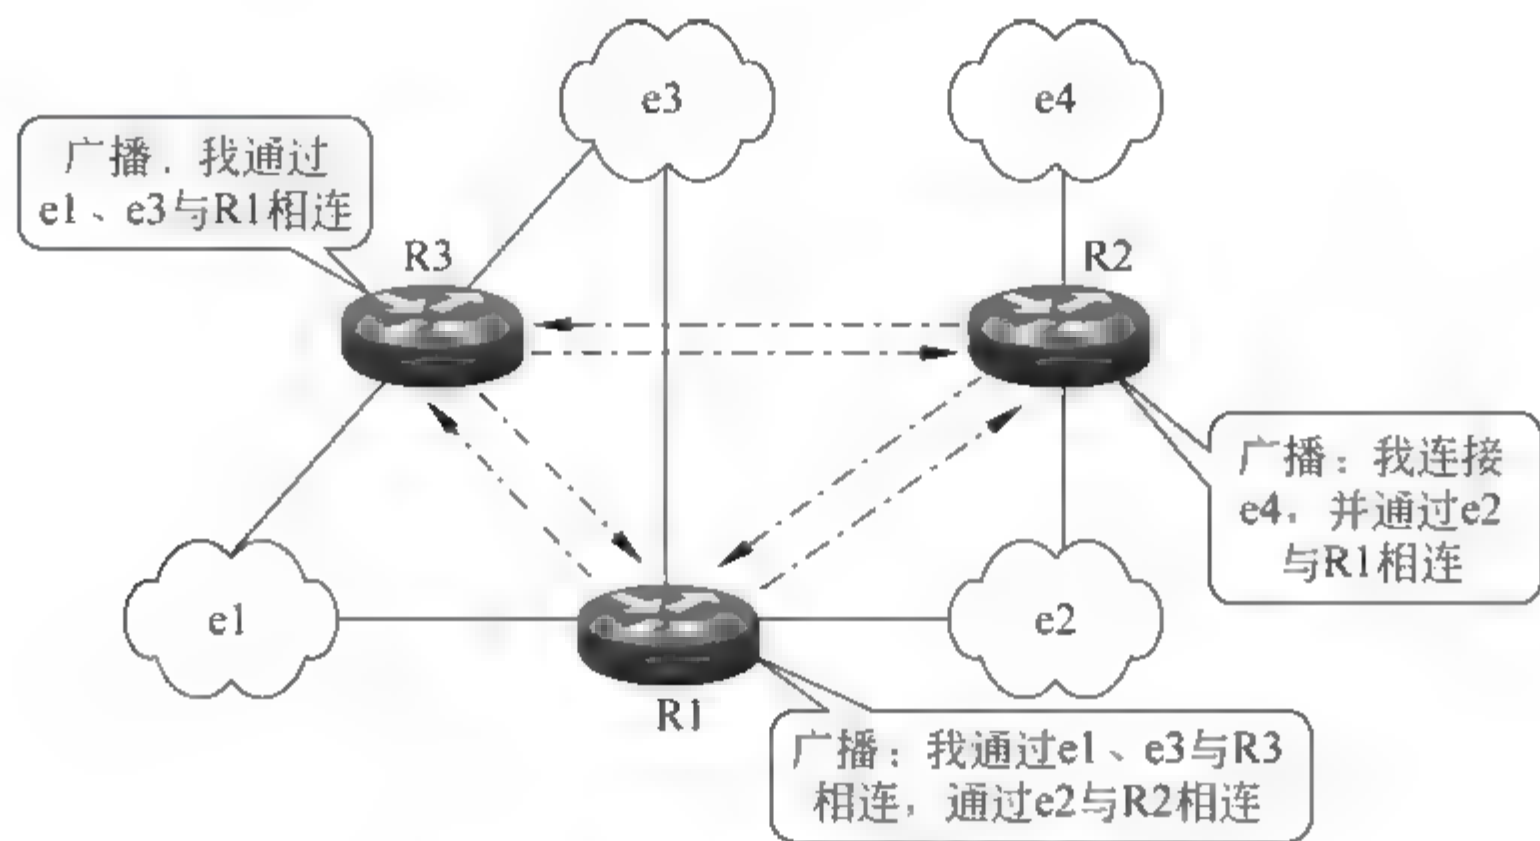 e3
e4
广播：我通过
e1、e3与R1相连
R3
R2
广播：我连接
e4，并通过e2
与R1相连
e1
e2
R1
广播：我通过e1、e3与R3
相连，通过e2与R2相连